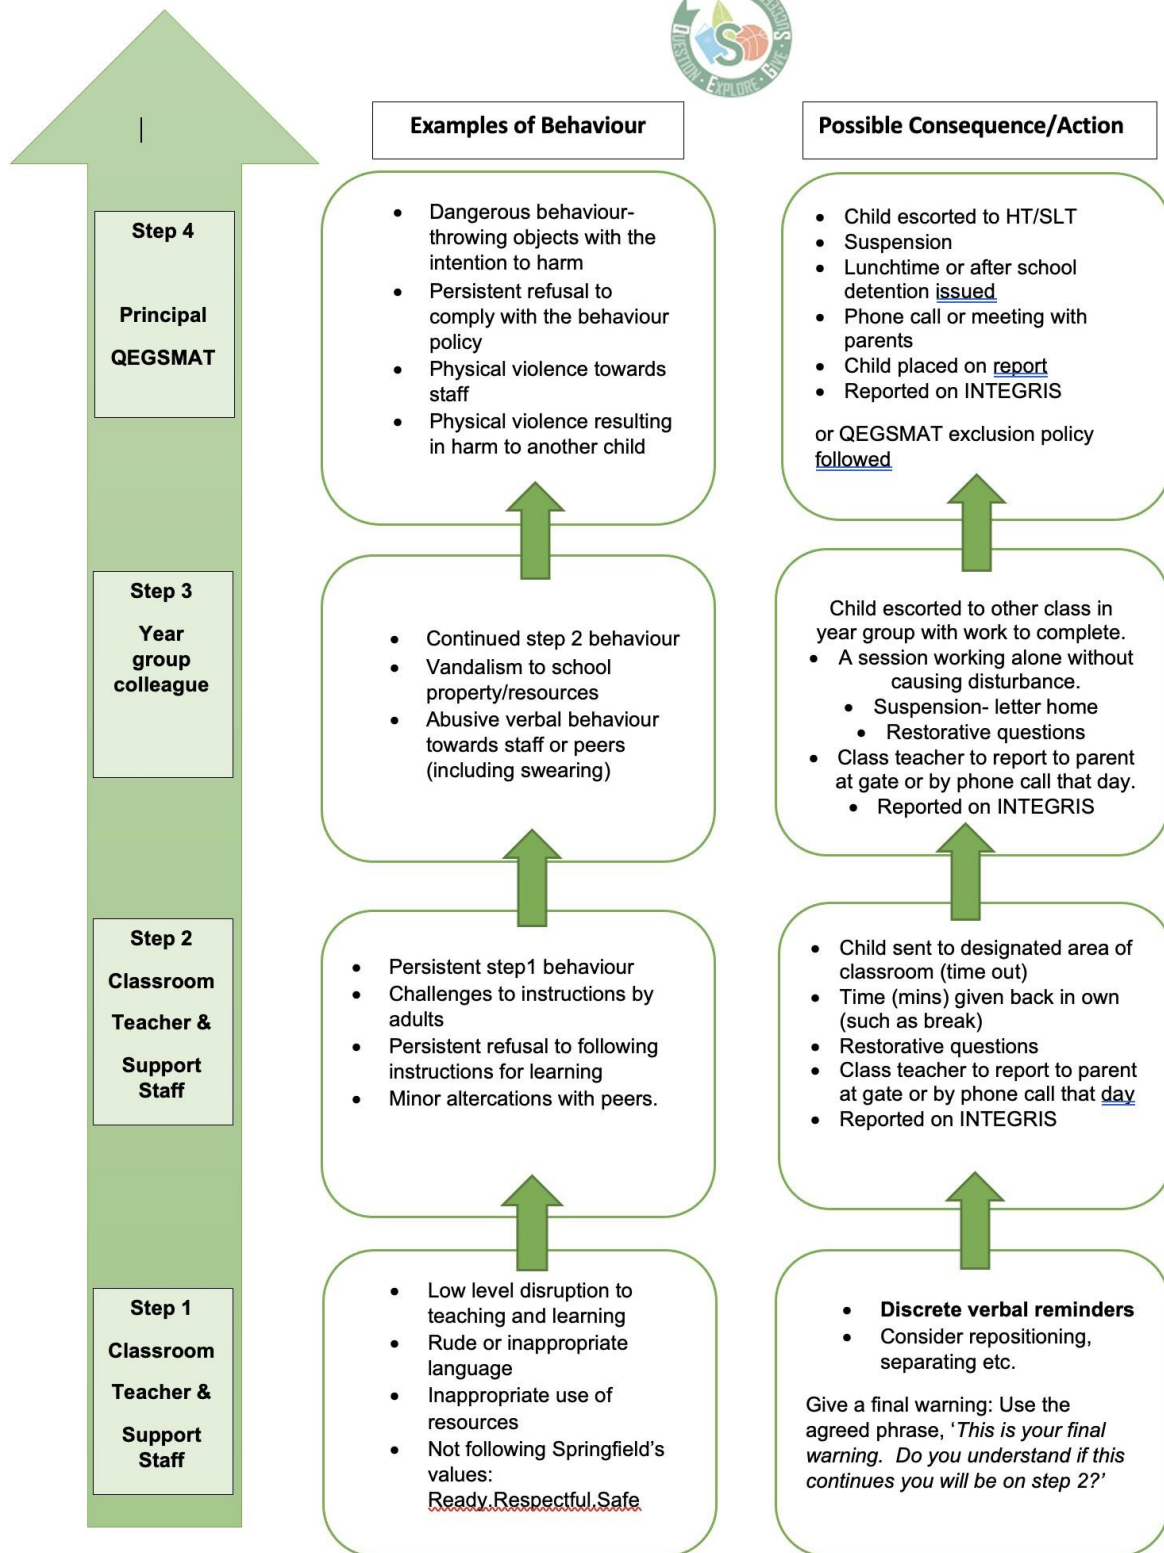 SUCCEED
QUESTION · EXPLORE · GIVE ·
S
Examples of Behaviour
Possible Consequence/Action
Step 4
Principal
QEGSMAT
• Dangerous behaviour-
throwing objects with the
intention to harm
• Persistent refusal to
comply with the behaviour
policy
• Physical violence towards
staff
• Physical violence resulting
in harm to another child
• Child escorted to HT/SLT
• Suspension
• Lunchtime or after school
detention issued
• Phone call or meeting with
parents
• Child placed on report
• Reported on INTEGRIS
or QEGSMAT exclusion policy
followed
Step 3
Year
group
colleague
• Continued step 2 behaviour
• Vandalism to school
property/resources
• Abusive verbal behaviour
towards staff or peers
(including swearing)
Child escorted to other class in
year group with work to complete.
• A session working alone without
causing disturbance.
• Suspension- letter home
• Restorative questions
• Class teacher to report to parent
at gate or by phone call that day.
• Reported on INTEGRIS
Step 2
Classroom
Teacher &
Support
Staff
• Persistent step1 behaviour
• Challenges to instructions by
adults
• Persistent refusal to following
instructions for learning
• Minor altercations with peers.
• Child sent to designated area of
classroom (time out)
• Time (mins) given back in own
(such as break)
• Restorative questions
• Class teacher to report to parent
at gate or by phone call that day
• Reported on INTEGRIS
Step 1
Classroom
Teacher &
Support
Staff
• Low level disruption to
teaching and learning
• Rude or inappropriate
language
• Inappropriate use of
resources
• Not following Springfield's
values:
Ready.Respectful.Safe
• Discrete verbal reminders
• Consider repositioning,
separating etc.
Give a final warning: Use the
agreed phrase, 'This is your final
warning.  Do you understand if this
continues you will be on step 2?'